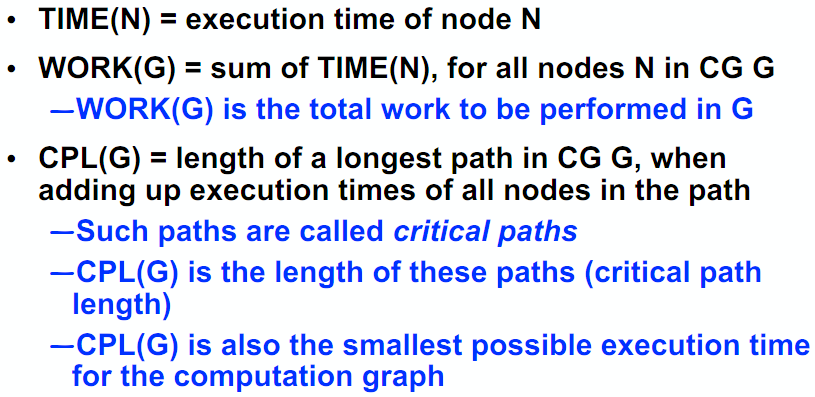 • TIME(N) = execution time of node N
• WORK(G) = sum of TIME(N), for all nodes N in CG G
—WORK(G) is the total work to be performed in G
• CPL(G) = length of a longest path in CG G, when
adding up execution times of all nodes in the path
—Such paths are called critical paths
—CPL(G) is the length of these paths (critical path
length)
—CPL(G) is also the smallest possible execution time
for the computation graph